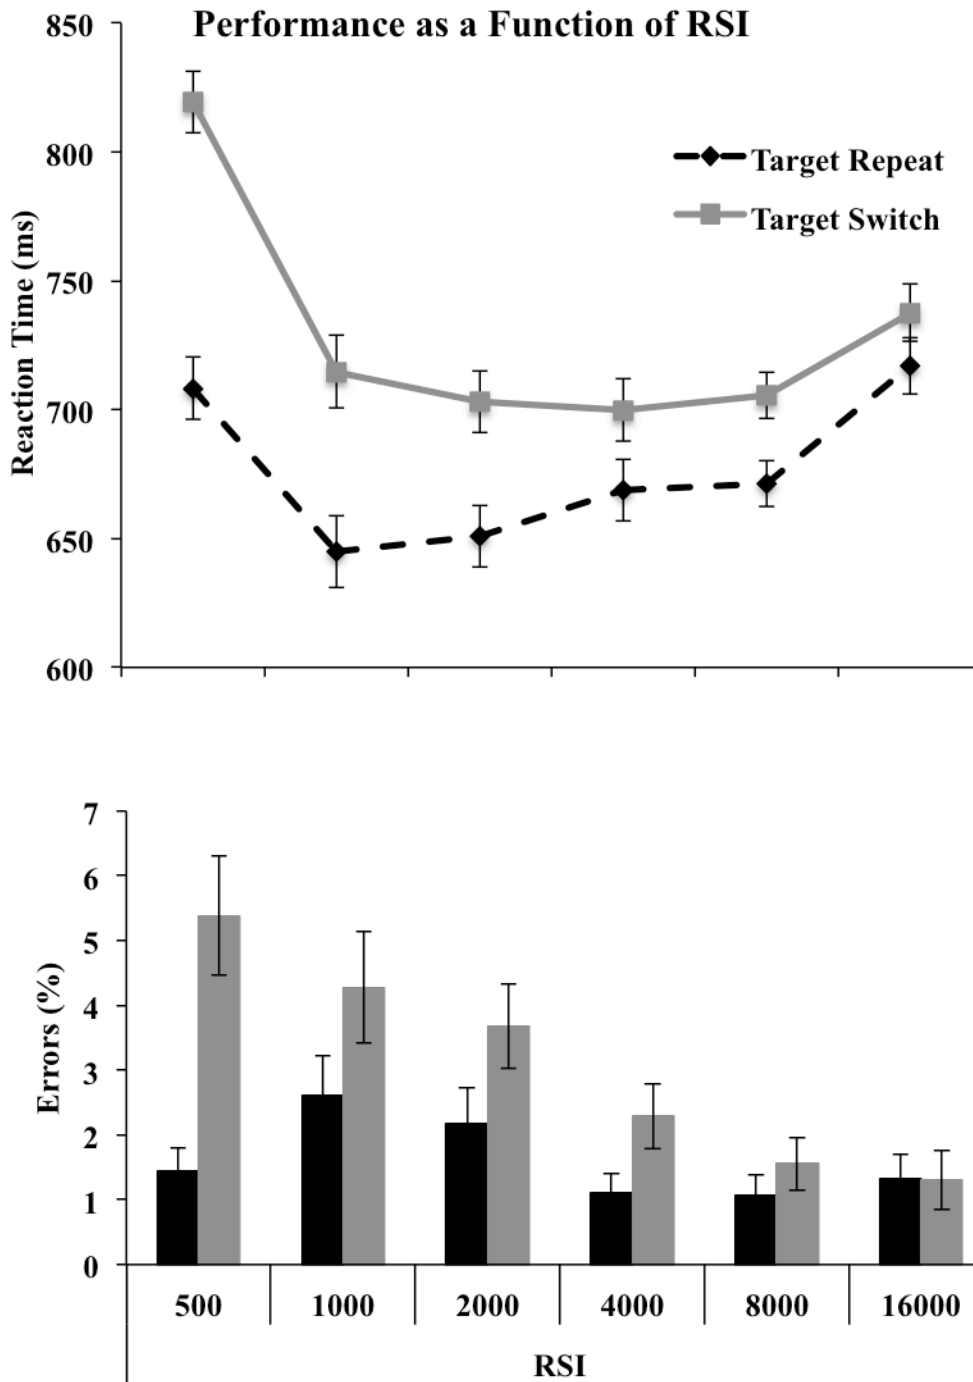 Performance as a Function of RSI
850
800
750
700
650
600
Reaction Time (ms)
Target Repeat
Target Switch
7
6
5
4
3
2
1
0
Errors (%)
500 1000 2000 4000 8000 16000
RSI